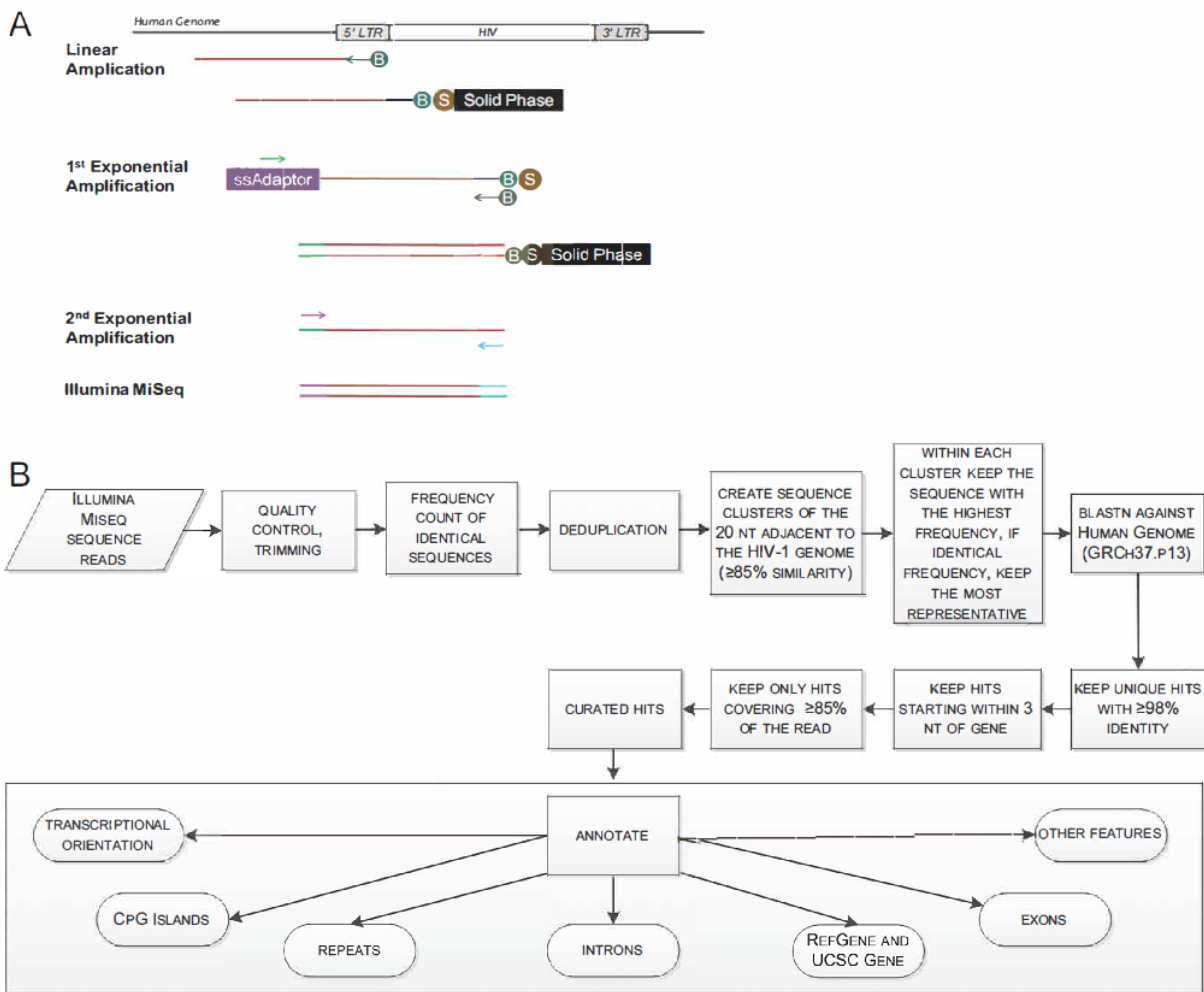 A
Human Genome
5' LTR
HIV
3' LTR
Linear
Amplication
B
B
S
Solid Phase
1st Exponential
Amplification
ssAdaptor
B
S
B
B
S
Solid Phase
2nd Exponential
Amplification
Illumina MiSeq
B
ILLUMINA
MISEQ
SEQUENCE
READS
QUALITY
CONTROL,
TRIMMING
FREQUENCY
COUNT OF
IDENTICAL
SEQUENCES
DEDUPLICATION
CREATE SEQUENCE
CLUSTERS OF THE
20 NT ADJACENT TO
THE HIV-1 GENOME
(≥85% SIMILARITY)
WITHIN EACH
CLUSTER KEEP THE
SEQUENCE WITH
THE HIGHEST
FREQUENCY, IF
IDENTICAL
FREQUENCY, KEEP
THE MOST
REPRESENTATIVE
BLASTN AGAINST
HUMAN GENOME
(GRCH37.P13)
CURATED HITS
KEEP ONLY HITS
COVERING ≥85%
OF THE READ
KEEP HITS
STARTING WITHIN 3
NT OF GENE
KEEP UNIQUE HITS
WITH ≥98%
IDENTITY
TRANSCRIPTIONAL
ORIENTATION
ANNOTATE
OTHER FEATURES
CPG ISLANDS
REPEATS
INTRONS
REFGENE AND
UCSC GENE
EXONS